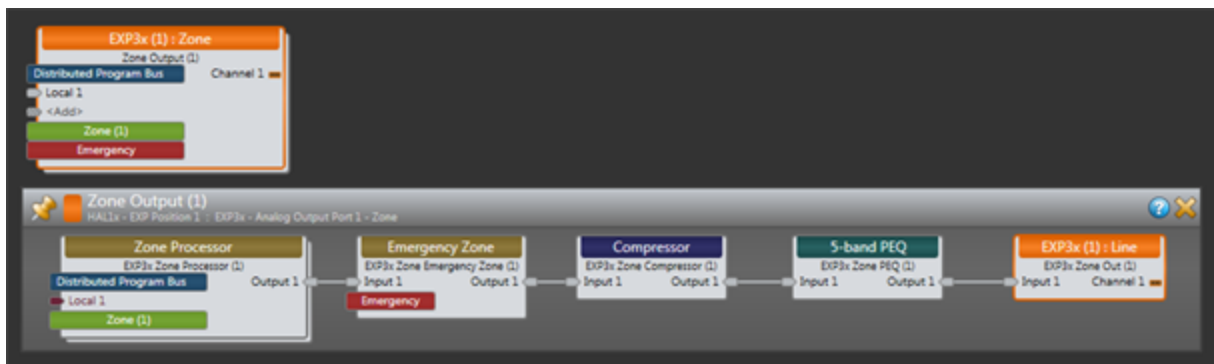 EXP3x (1) : Zone
Zone Output (1)
Distributed Program Bus
Channel 1
Local 1
<Add>
Zone (1)
Emergency
Zone Output (1)
HAL1x - EXP Position 1 : EXP3x - Analog Output Port 1 - Zone
Zone Processor
EXP3x Zone Processor (1)
Distributed Program Bus
Output 1
Local 1
Zone (1)
Emergency Zone
EXP3x Zone Emergency Zone (1)
Input 1
Output 1
Emergency
Compressor
EXP3x Zone Compressor (1)
Input 1
Output 1
5-band PEQ
EXP3x Zone PEQ (1)
Input 1
Output 1
EXP3x (1) : Line
EXP3x Zone Out (1)
Input 1
Channel 1